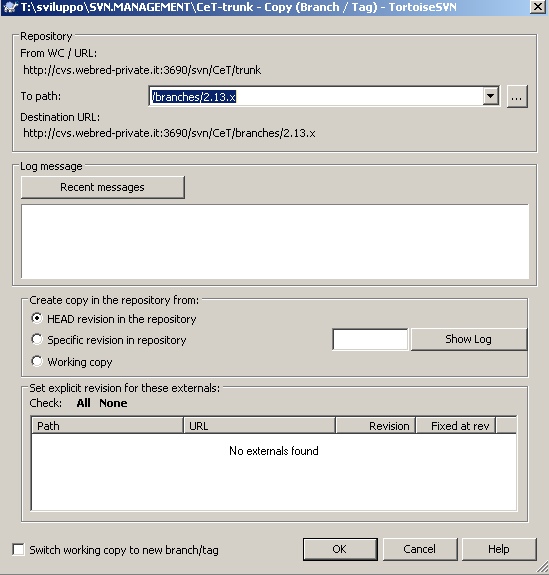 T:\sviluppo\SVN.MANAGEMENT\CeT-trunk - Copy (Branch / Tag) - TortoiseSVN
Repository
From WC / URL:
http://cvs.webred-private.it:3690/svn/CeT/trunk
To path:
/branches/2.13.x
...
Destination URL:
http://cvs.webred-private.it:3690/svn/CeT/branches/2.13.x
Log message
Recent messages
Create copy in the repository from:
HEAD revision in the repository
Specific revision in repository
Show Log
Working copy
Set explicit revision for these externals:
Check: All None
Path URL Revision Fixed at rev
No externals found
Switch working copy to new branch/tag
OK Cancel Help